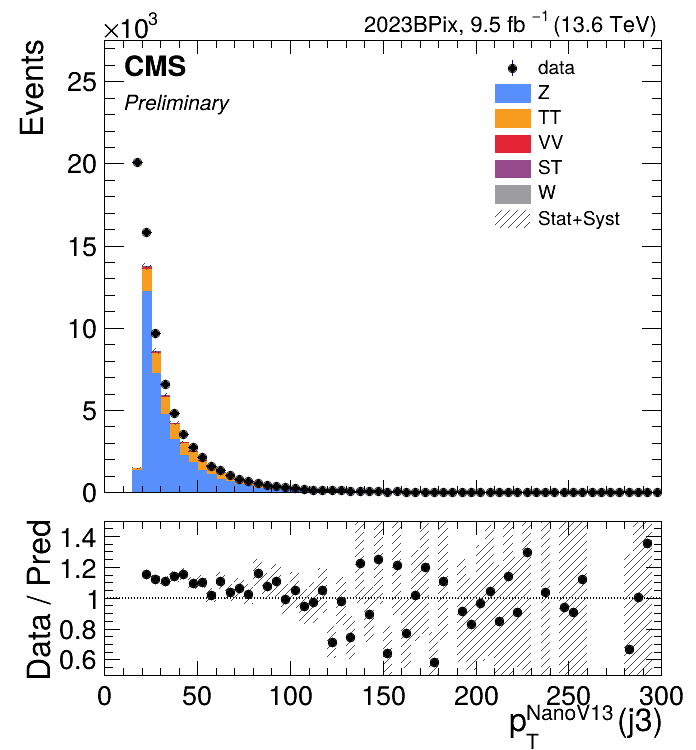 ×10³
2023BPix, 9.5 fb⁻¹ (13.6 TeV)
Events
CMS
Preliminary
data
Z
TT
VV
ST
W
Stat+Syst
25
20
15
10
5
0
Data / Pred
1.4
1.2
1
0.8
0.6
0 50 100 150 200 250 300
p_T^NanoV13 (j3)